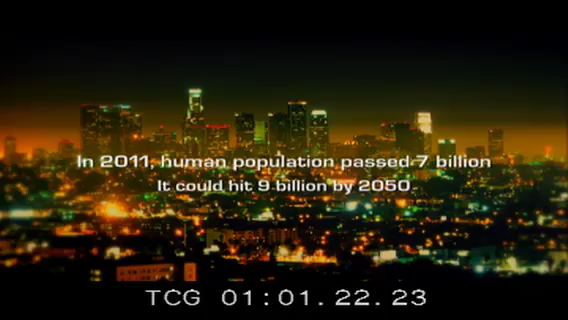 In 2011, human population passed 7 billion
It could hit 9 billion by 2050
TCG 01:01.22.23